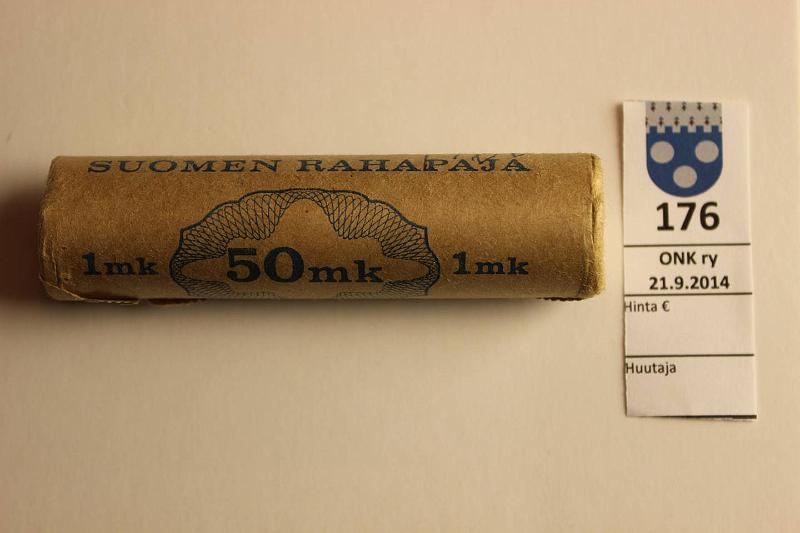 SUOMEN RAHAPAJA
1mk 50mk 1mk
176
ONK ry
21.9.2014
Hinta €
Huutaja